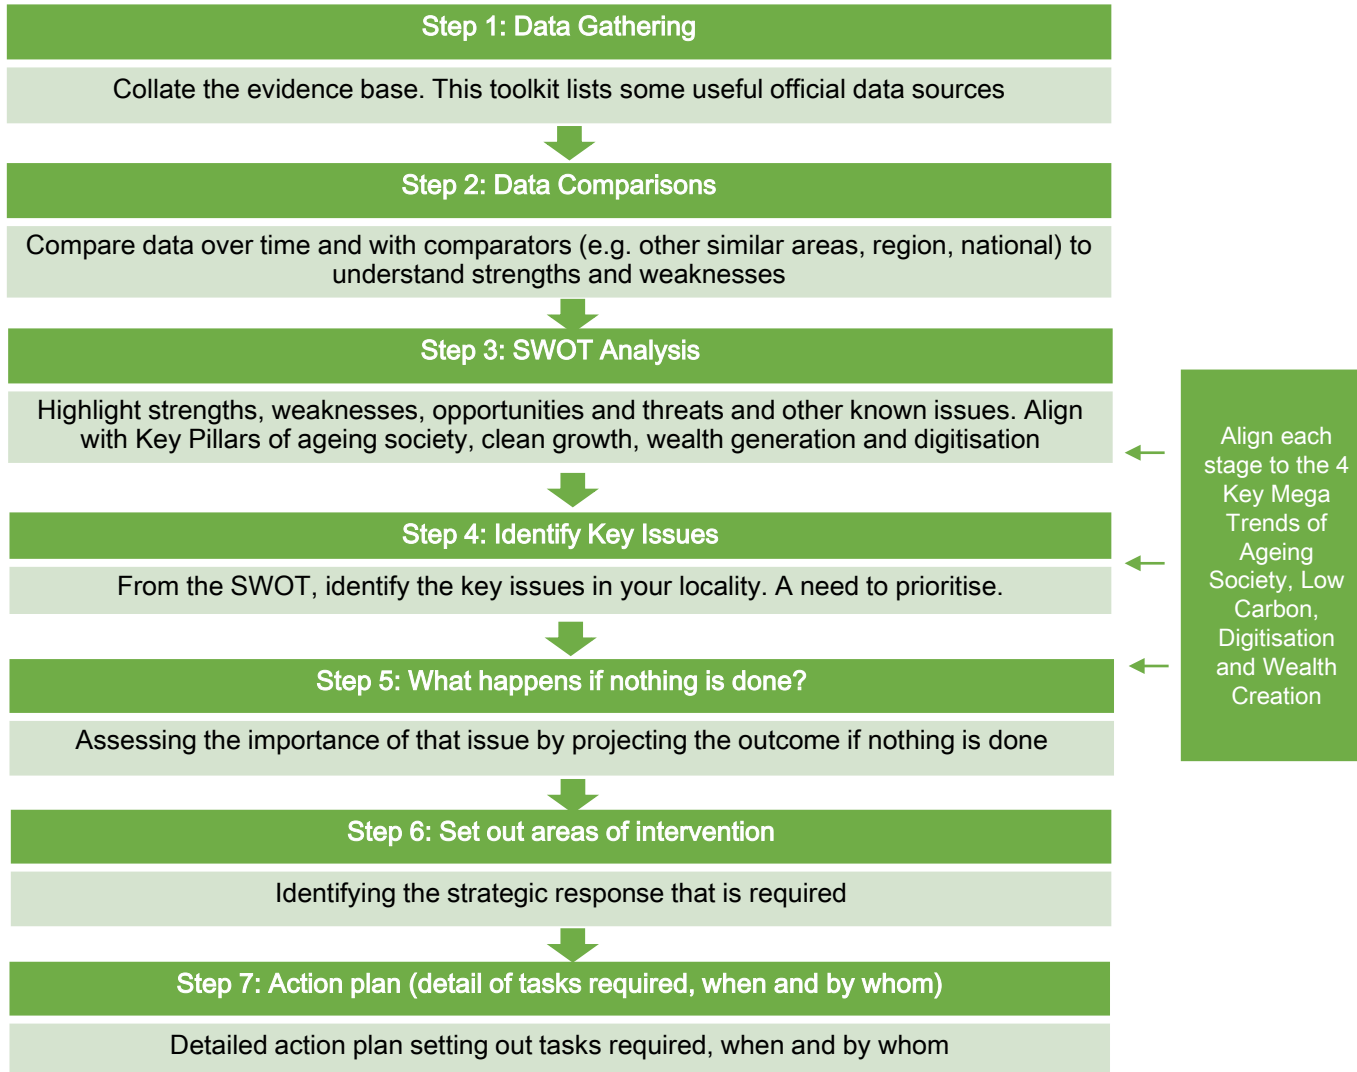 Step 1: Data Gathering
Collate the evidence base. This toolkit lists some useful official data sources
Step 2: Data Comparisons
Compare data over time and with comparators (e.g. other similar areas, region, national) to
understand strengths and weaknesses
Step 3: SWOT Analysis
Highlight strengths, weaknesses, opportunities and threats and other known issues. Align
with Key Pillars of ageing society, clean growth, wealth generation and digitisation
Step 4: Identify Key Issues
From the SWOT, identify the key issues in your locality. A need to prioritise.
Step 5: What happens if nothing is done?
Assessing the importance of that issue by projecting the outcome if nothing is done
Step 6: Set out areas of intervention
Identifying the strategic response that is required
Step 7: Action plan (detail of tasks required, when and by whom)
Detailed action plan setting out tasks required, when and by whom
Align each
stage to the 4
Key Mega
Trends of
Ageing
Society, Low
Carbon,
Digitisation
and Wealth
Creation